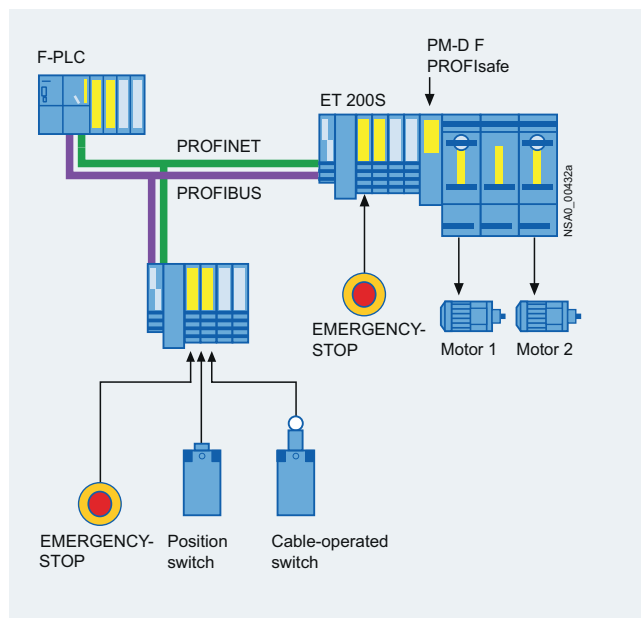 F-PLC
PM-D F
PROFIsafe
ET 200S
PROFINET
PROFIBUS
NSA0_00432a
EMERGENCY-
STOP
Motor 1
Motor 2
EMERGENCY-
STOP
Position
switch
Cable-operated
switch